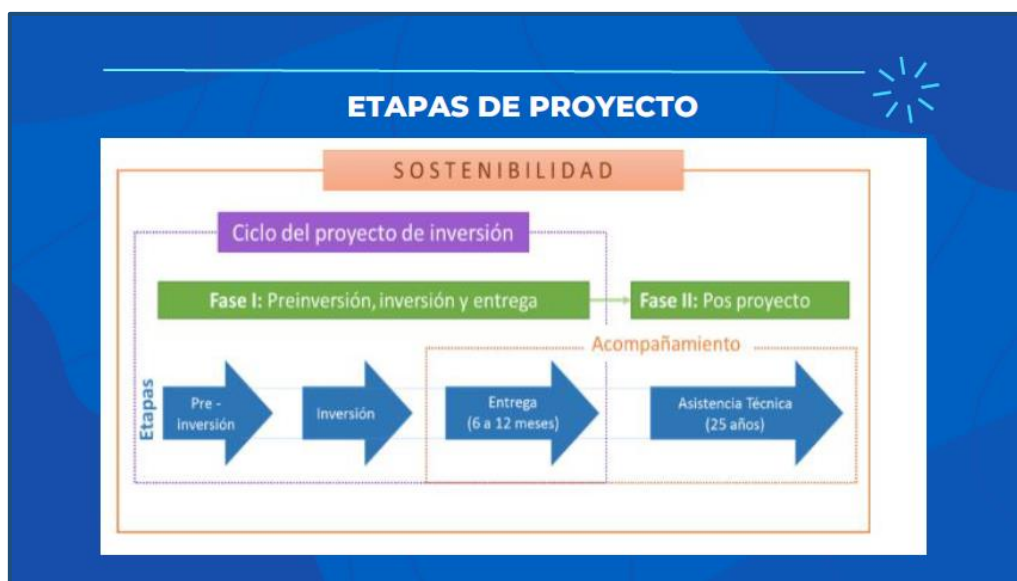 ETAPAS DE PROYECTO
SOSTENIBILIDAD
Ciclo del proyecto de inversión
Fase I: Preinversión, inversión y entrega
Fase II: Pos proyecto
Acompañamiento
Etapas
Pre -
inversión
Inversión
Entrega
(6 a 12 meses)
Asistencia Técnica
(25 años)